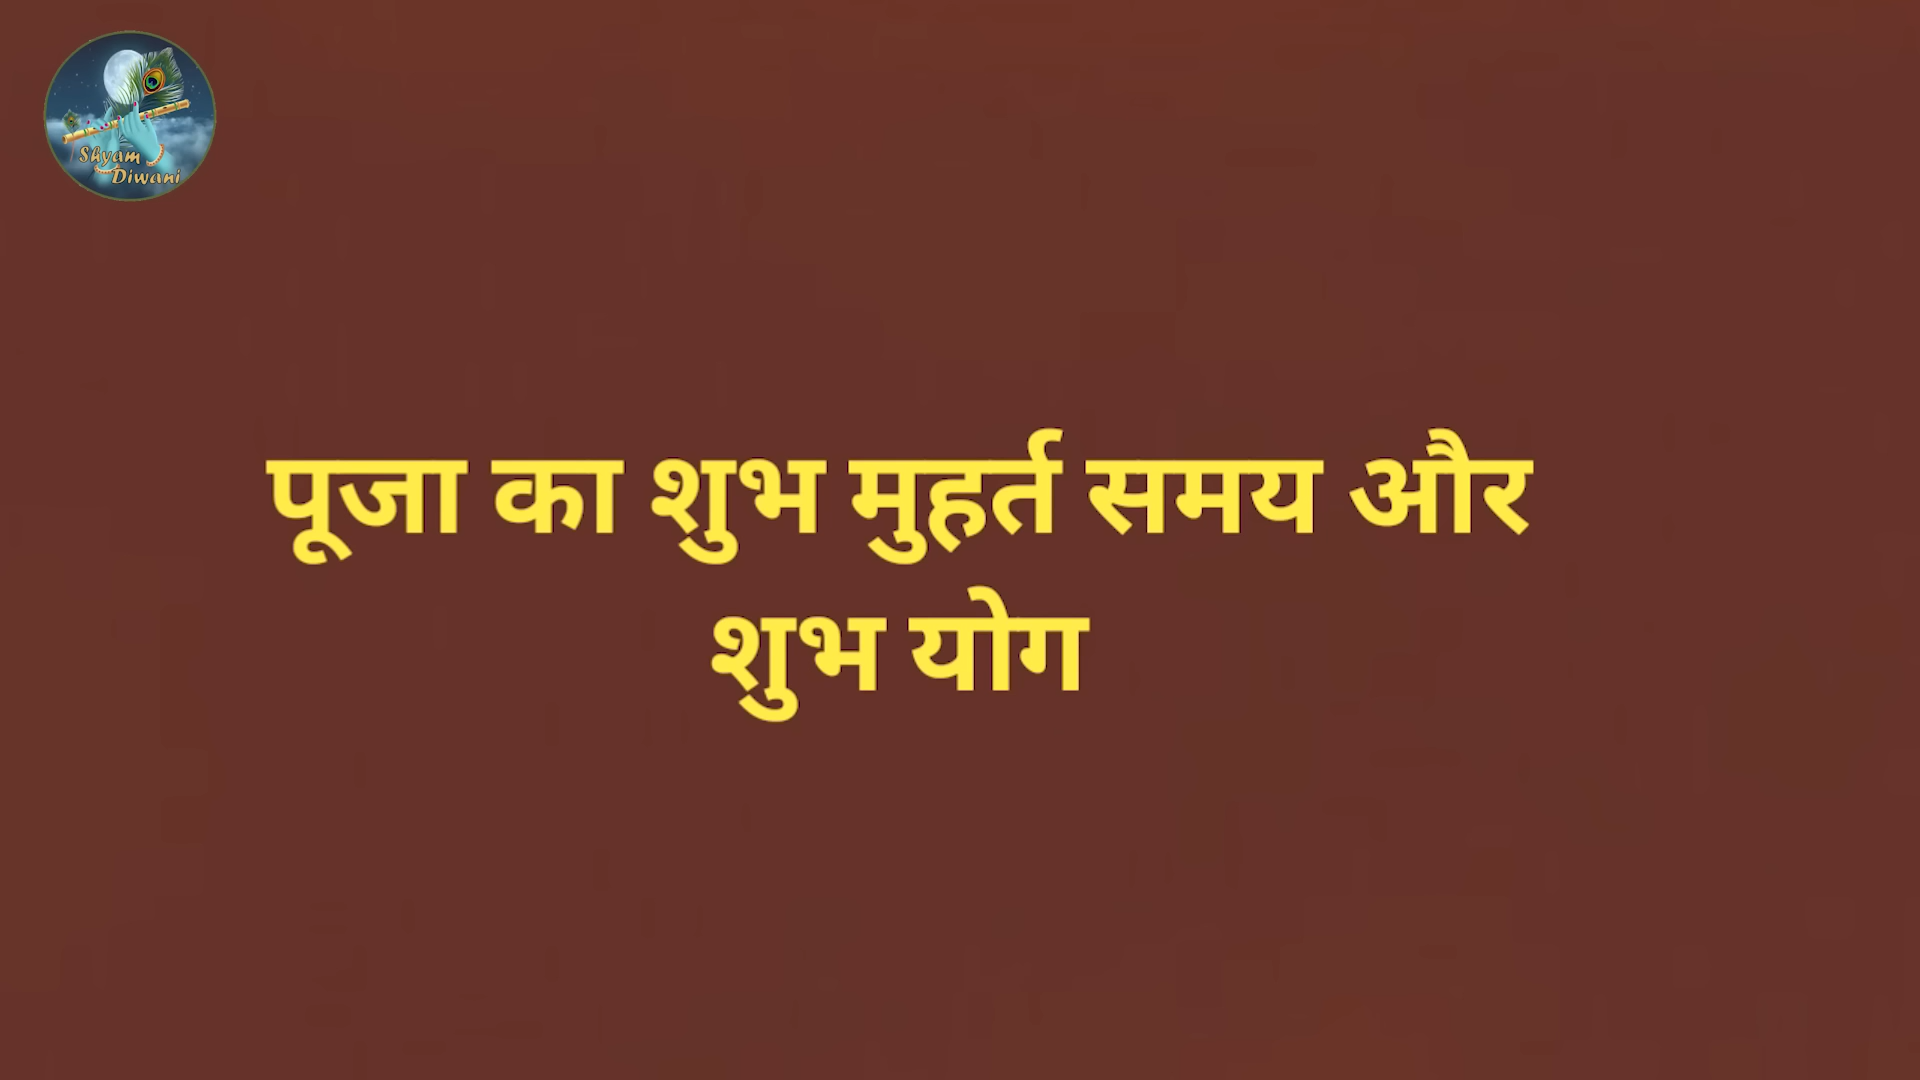 Shyam
Diwani
पूजा का शुभ मुहर्त समय और
शुभ योग